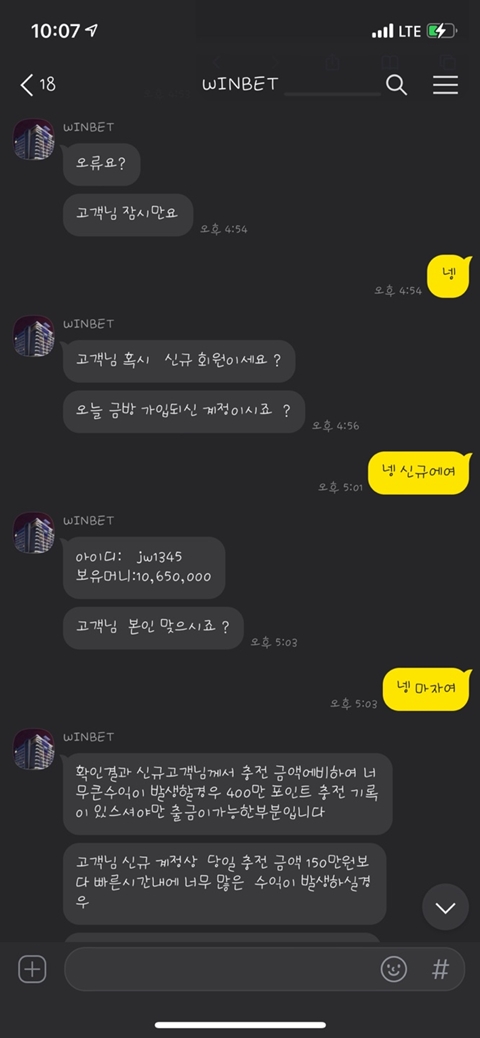 10:07
LTE
18
WINBET
WINBET
오류요?
고객님 잠시만요
오후 4:54
넹
오후 4:54
WINBET
고객님 혹시 신규 회원이세요 ?
오늘 금방 가입되신 계정이시죠 ?
오후 4:56
넹 신규에여
오후 5:01
WINBET
아이디: jw1345
보유머니:10,650,000
고객님 본인 맞으시죠 ?
오후 5:03
넹 마자여
오후 5:03
WINBET
확인결과 신규고객님께서 충전 금액에비하여 너
무큰수익이 발생할경우 400만 포인트 충전 기록
이 있스셔야만 출금이가능한부분입니다
고객님 신규 계정상 당일 충전 금액 150만원보
다 빠른시간내에 너무 많은 수익이 발생하실경
우
#